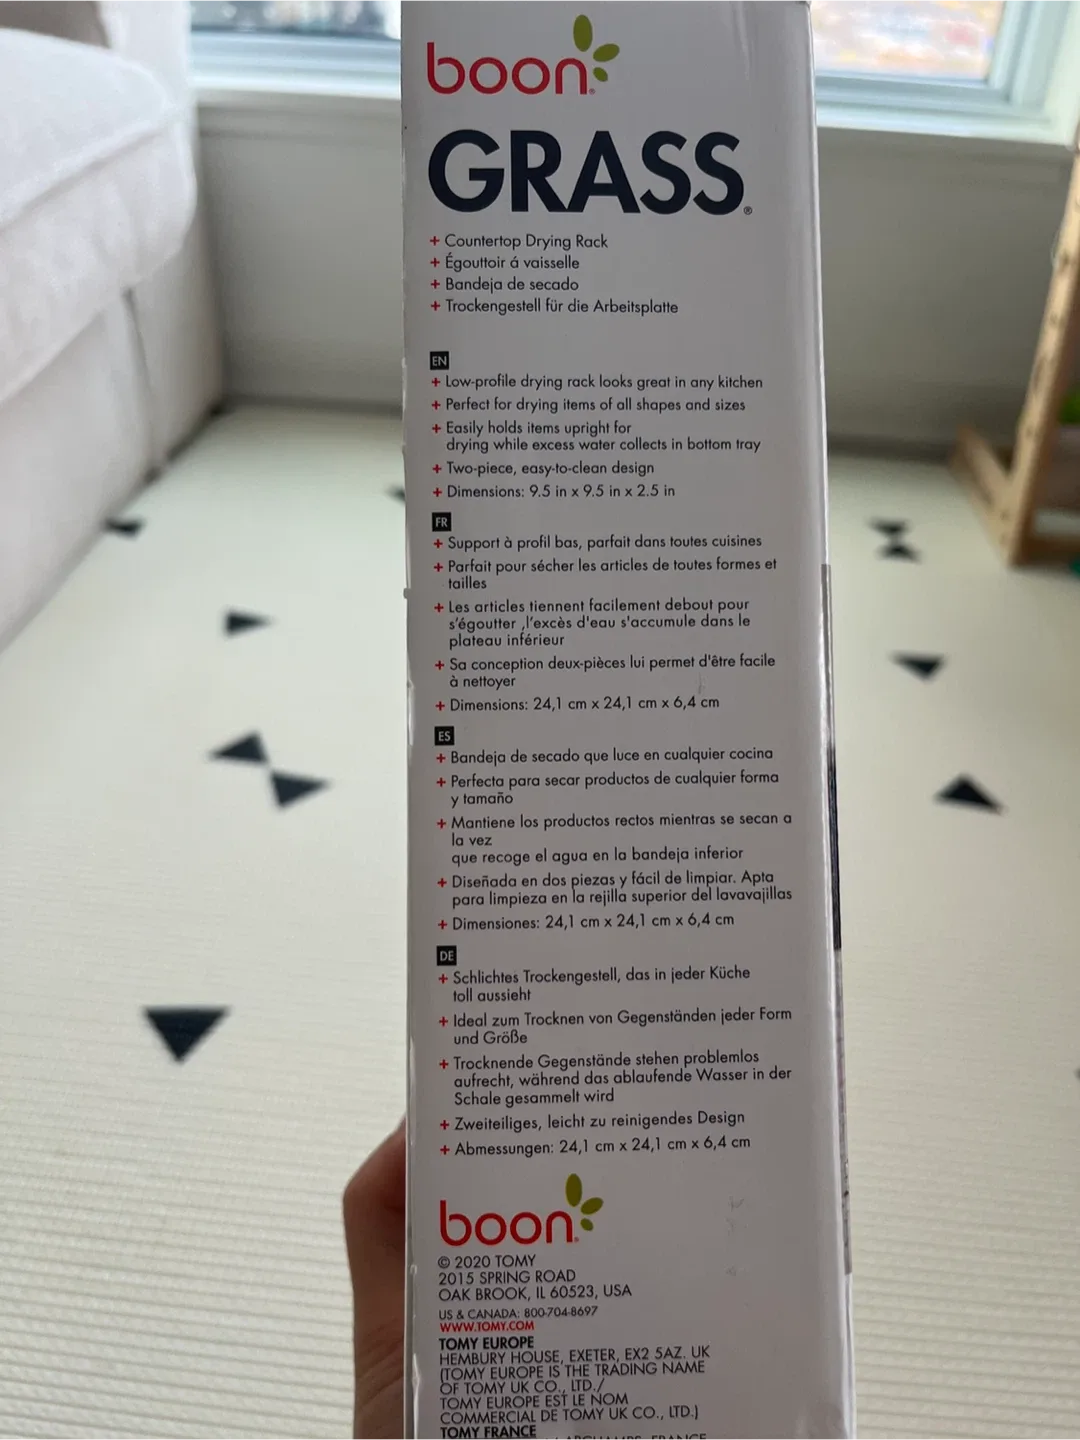 boon®
GRASS®
+ Countertop Drying Rack
+ Égouttoir á vaisselle
+ Bandeja de secado
+ Trockengestell für die Arbeitsplatte
EN
+ Low-profile drying rack looks great in any kitchen
+ Perfect for drying items of all shapes and sizes
+ Easily holds items upright for
drying while excess water collects in bottom tray
+ Two-piece, easy-to-clean design
+ Dimensions: 9.5 in x 9.5 in x 2.5 in
FR
+ Support à profil bas, parfait dans toutes cuisines
+ Parfait pour sécher les articles de toutes formes et
tailles
+ Les articles tiennent facilement debout pour
s'égoutter ,l'excès d'eau s'accumule dans le
plateau inférieur
+ Sa conception deux-pièces lui permet d'être facile
à nettoyer
+ Dimensions: 24,1 cm x 24,1 cm x 6,4 cm
ES
+ Bandeja de secado que luce en cualquier cocina
+ Perfecta para secar productos de cualquier forma
y tamaño
+ Mantiene los productos rectos mientras se secan a
la vez
que recoge el agua en la bandeja inferior
+ Diseñada en dos piezas y fácil de limpiar. Apta
para limpieza en la rejilla superior del lavavajillas
+ Dimensiones: 24,1 cm x 24,1 cm x 6,4 cm
DE
+ Schlichtes Trockengestell, das in jeder Küche
toll aussieht
+ Ideal zum Trocknen von Gegenständen jeder Form
und Größe
+ Trocknende Gegenstände stehen problemlos
aufrecht, während das ablaufende Wasser in der
Schale gesammelt wird
+ Zweiteiliges, leicht zu reinigendes Design
+ Abmessungen: 24,1 cm x 24,1 cm x 6,4 cm
boon®
© 2020 TOMY
2015 SPRING ROAD
OAK BROOK, IL 60523, USA
US & CANADA: 800-704-8697
WWW.TOMY.COM
TOMY EUROPE
HEMBURY HOUSE, EXETER, EX2 5AZ. UK
(TOMY EUROPE IS THE TRADING NAME
OF TOMY UK CO., LTD./
TOMY EUROPE EST LE NOM
COMMERCIAL DE TOMY UK CO., LTD.)
TOMY FRANCE